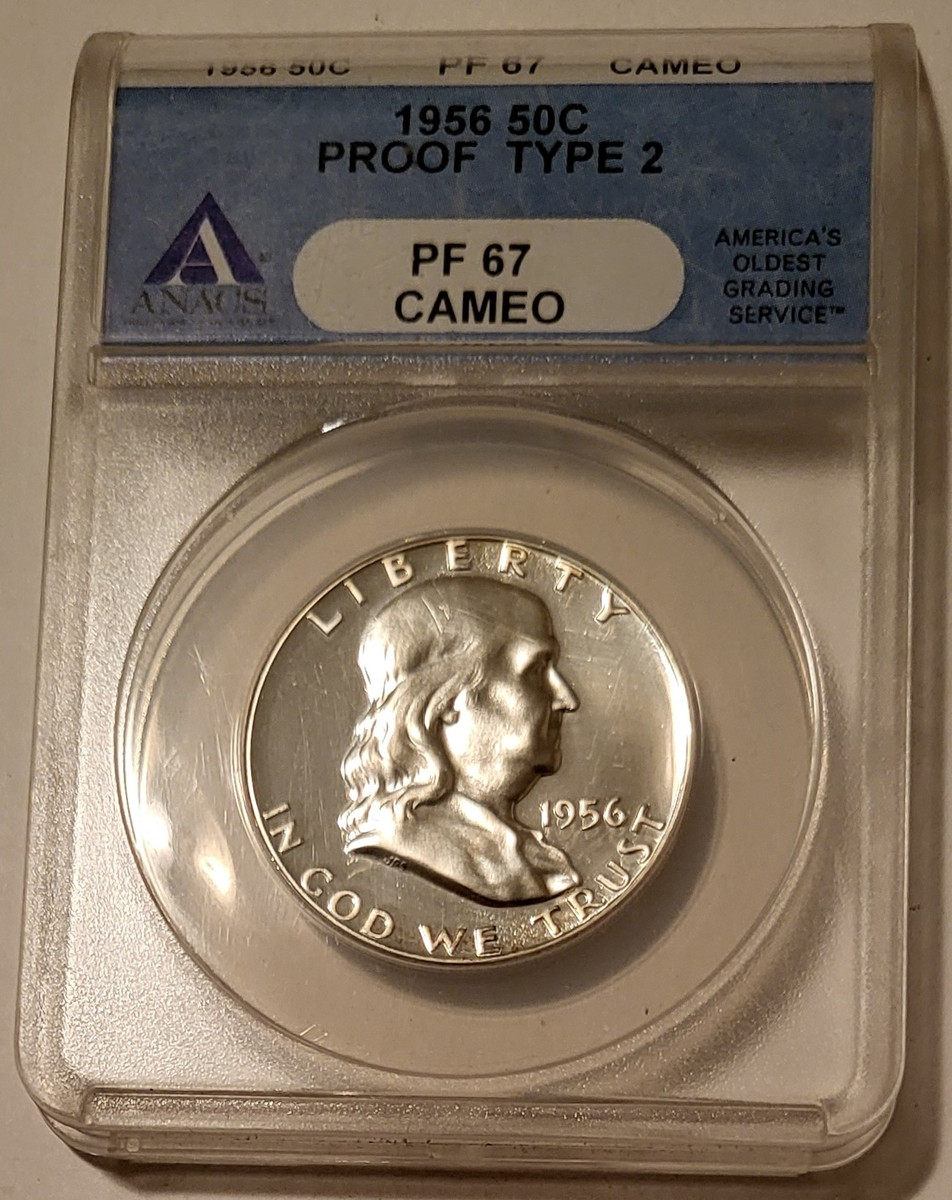 1956 50C PF 67 CAMEO
1956 50C
PROOF TYPE 2
ANACS
PF 67
CAMEO
AMERICA'S
OLDEST
GRADING
SERVICE™
LIBERTY
1956
IN GOD WE TRUST